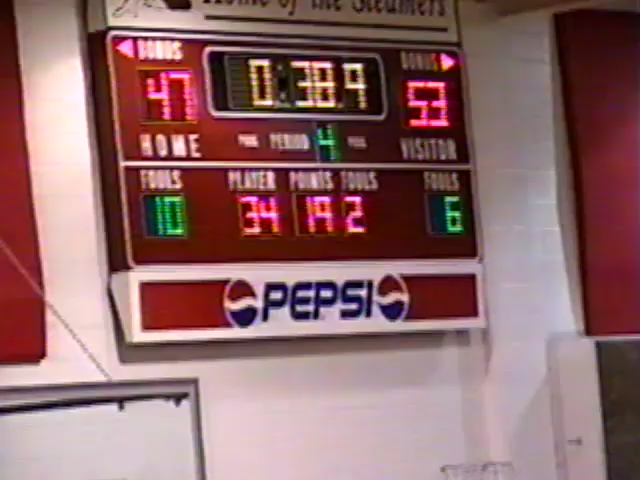 Home of the Steamers
BONUS BONUS
47 0:38.9 53
HOME PERIOD 4 VISITOR
FOULS PLAYER POINTS FOULS FOULS
10 34 19 2 6
PEPSI